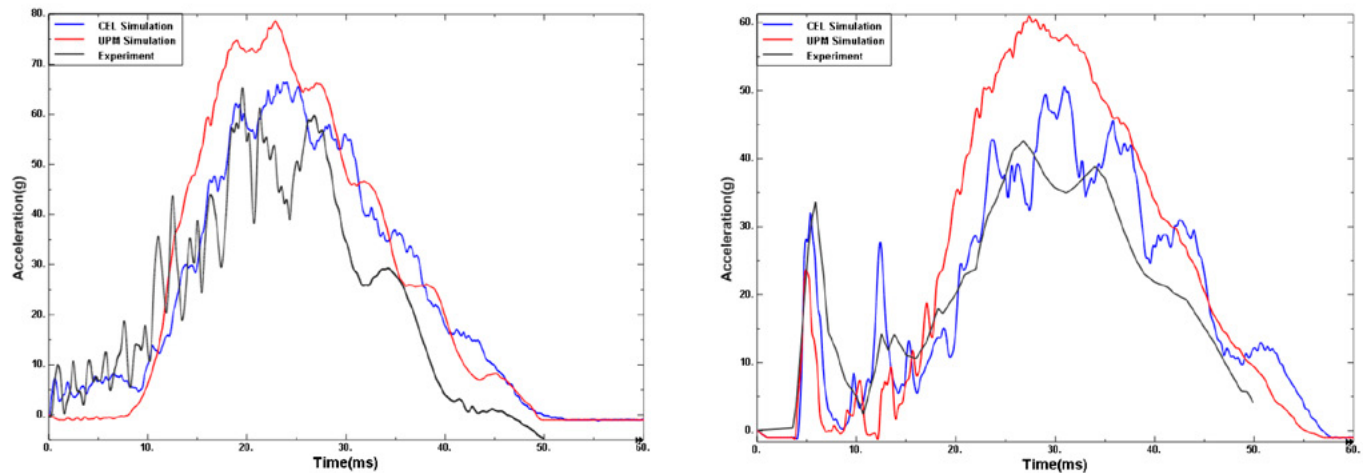 CEL Simulation
UPM Simulation
Experiment
80.
70.
60.
50.
40.
30.
20.
10.
0.
Acceleration(g)
0. 10. 20. 30. 40. 50. 60.
Time(ms)
CEL Simulation
UPM Simulation
Experiment
60.
50.
40.
30.
20.
10.
0.
Acceleration(g)
0. 10. 20. 30. 40. 50. 60.
Time(ms)